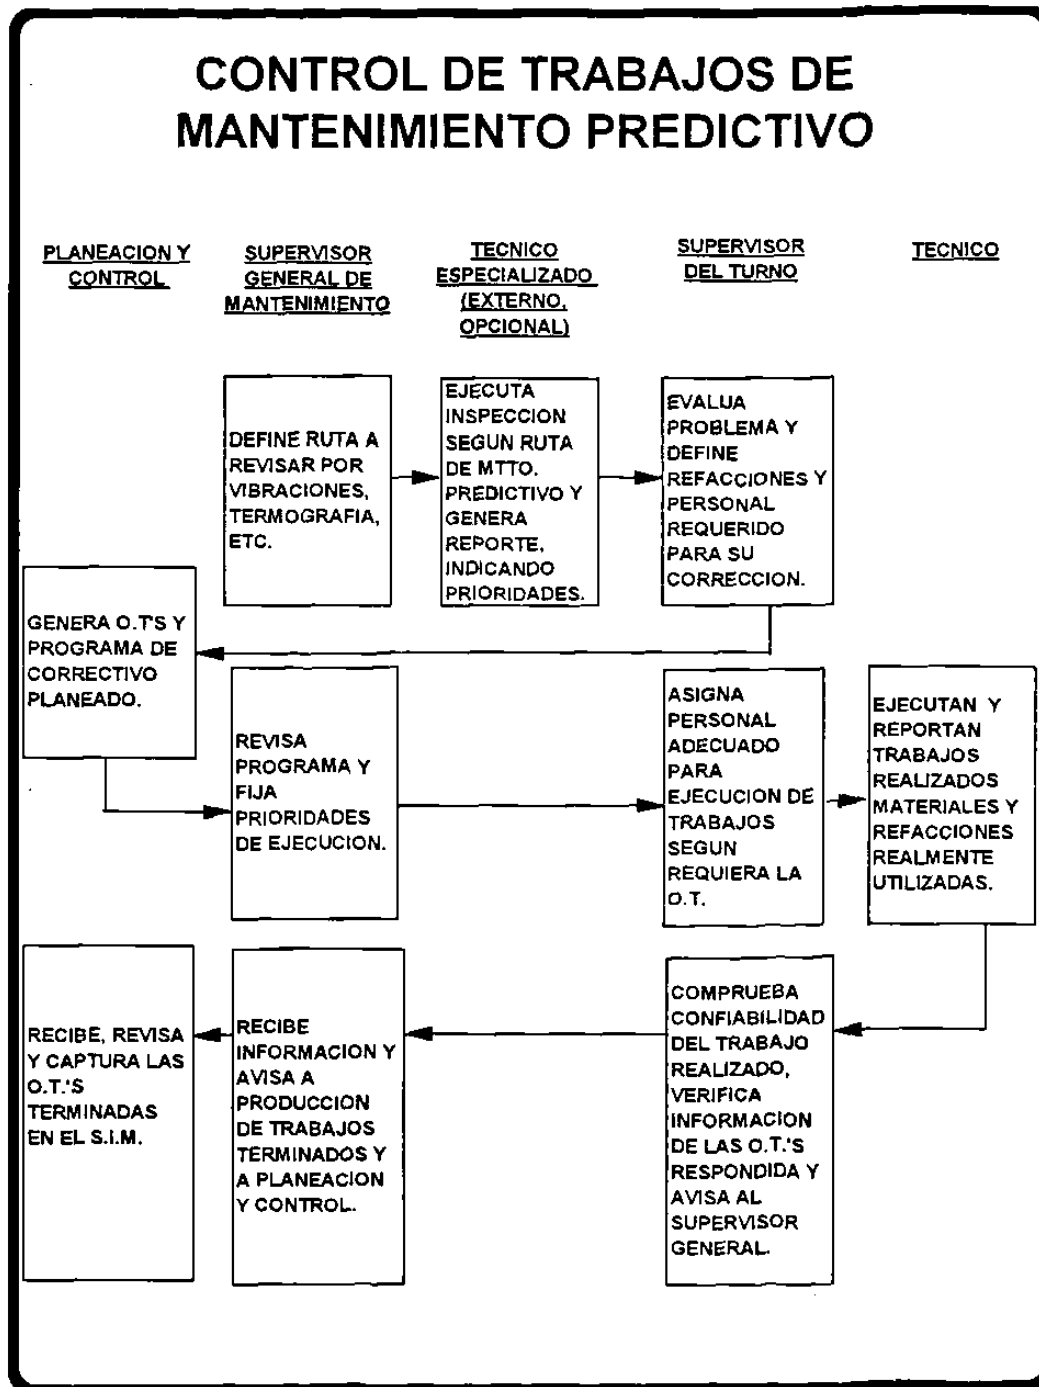 CONTROL DE TRABAJOS DE
MANTENIMIENTO PREDICTIVO
PLANEACION Y
CONTROL
SUPERVISOR
GENERAL DE
MANTENIMIENTO
TECNICO
ESPECIALIZADO
(EXTERNO,
OPCIONAL)
SUPERVISOR
DEL TURNO
TECNICO
DEFINE RUTA A
REVISAR POR
VIBRACIONES,
TERMOGRAFIA,
ETC.
EJECUTA
INSPECCION
SEGUN RUTA
DE MTTO.
PREDICTIVO Y
GENERA
REPORTE,
INDICANDO
PRIORIDADES.
EVALUA
PROBLEMA Y
DEFINE
REFACCIONES Y
PERSONAL
REQUERIDO
PARA SU
CORRECCION.
GENERA O.T'S Y
PROGRAMA DE
CORRECTIVO
PLANEADO.
REVISA
PROGRAMA Y
FIJA
PRIORIDADES
DE EJECUCION.
ASIGNA
PERSONAL
ADECUADO
PARA
EJECUCION DE
TRABAJOS
SEGUN
REQUIERA LA
O.T.
EJECUTAN Y
REPORTAN
TRABAJOS
REALIZADOS
MATERIALES Y
REFACCIONES
REALMENTE
UTILIZADAS.
COMPRUEBA
CONFIABILIDAD
DEL TRABAJO
REALIZADO,
VERIFICA
INFORMACION
DE LAS O.T.'S
RESPONDIDA Y
AVISA AL
SUPERVISOR
GENERAL.
RECIBE
INFORMACION Y
AVISA A
PRODUCCION
DE TRABAJOS
TERMINADOS Y
A PLANEACION
Y CONTROL.
RECIBE, REVISA
Y CAPTURA LAS
O.T.'S
TERMINADAS
EN EL S.I.M.